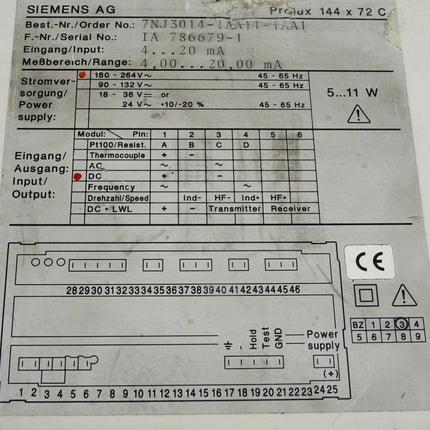 SIEMENS AG Prolux 144 x 72 C
Best.-Nr./Order No.: 7NJ3014-1AA11-1AA1
F.-Nr./Serial No.: IA 786679-1
Eingang/Input: 4...20 mA
Meßbereich/Range: 4,00...20,00 mA
Stromver-
sorgung/
Power
supply:
180 - 264V ~ 45 - 65 Hz
90 - 132V ~ 45 - 65 Hz
18 - 36V = or
24V ~ +10/-20 % 45 - 65 Hz
5...11 W
Eingang/
Ausgang:
Input/
Output:
Modul: Pin: 1 2 3 4 5 6
Pt100/Resist. A B C D
Thermocouple + -
AC ~ ~
DC + -
Frequency ~ ~
Drehzahl/Speed Ind- HF- Ind+ HF+
DC + LWL + - Transmitter Receiver
28 29 30 31 32 33 34 35 36 37 38 39 40 41 42 43 44 45 46
CE
BZ 1 2 3 4
5 6 7 8 9
Hold
Test
GND
Power
supply
(+)
1 2 3 4 5 6 7 8 9 10 11 12 13 14 15 16 17 18 19 20 21 22 23 24 25